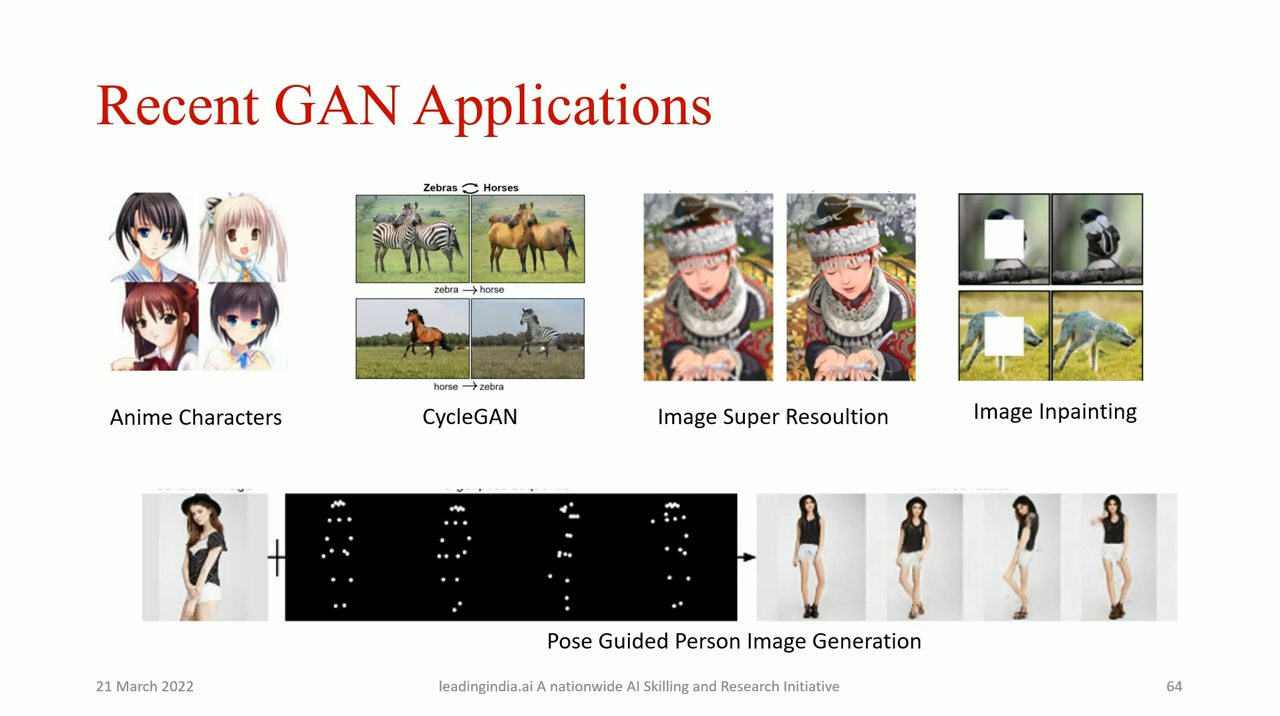 Recent GAN Applications
Zebras Horses
zebra → horse
horse → zebra
Anime Characters
CycleGAN
Image Super Resoultion
Image Inpainting
Pose Guided Person Image Generation
21 March 2022
leadingindia.ai A nationwide AI Skilling and Research Initiative
64